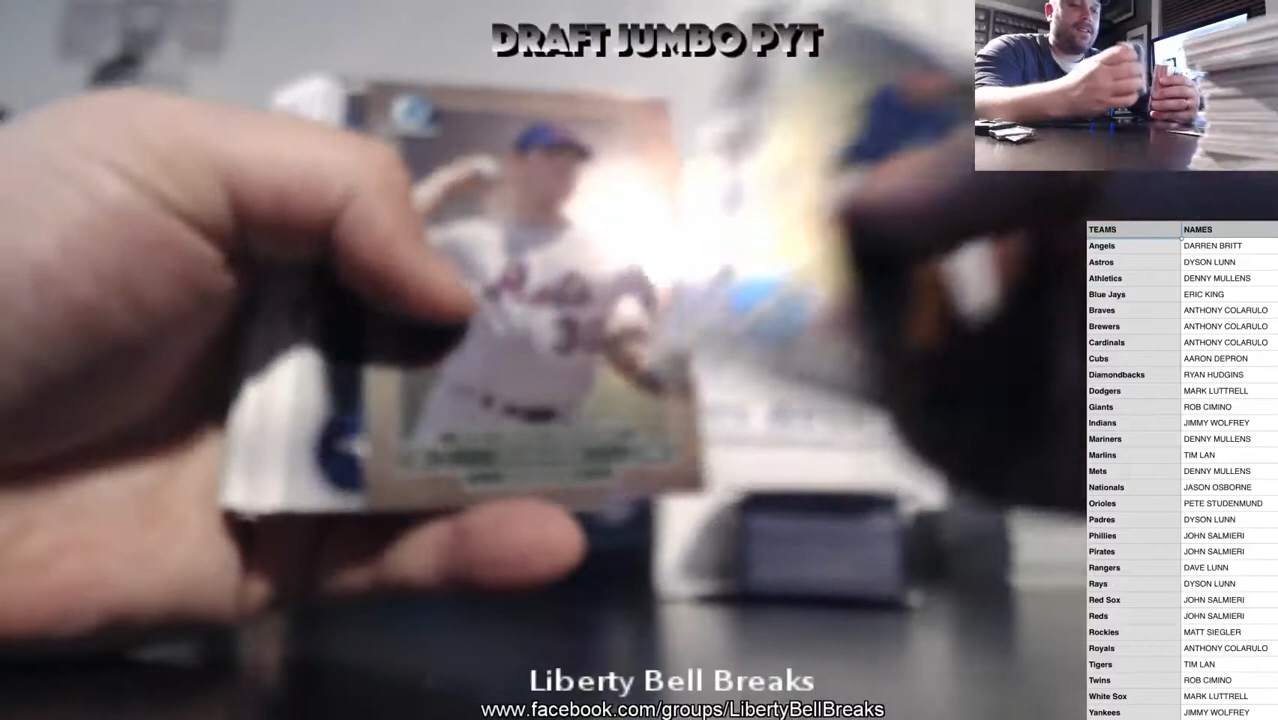 DRAFT JUMBO PYT
TEAMS NAMES
Angels DARREN BRITT
Astros DYSON LUNN
Athletics DENNY MULLENS
Blue Jays ERIC KING
Braves ANTHONY COLARULO
Brewers ANTHONY COLARULO
Cardinals ANTHONY COLARULO
Cubs AARON DEPRON
Diamondbacks RYAN HUDGINS
Dodgers MARK LUTTRELL
Giants ROB CIMINO
Indians JIMMY WOLFREY
Mariners DENNY MULLENS
Marlins TIM LAN
Mets DENNY MULLENS
Nationals JASON OSBORNE
Orioles PETE STUDENMUND
Padres DYSON LUNN
Phillies JOHN SALMIERI
Pirates JOHN SALMIERI
Rangers DAVE LUNN
Rays DYSON LUNN
Red Sox JOHN SALMIERI
Reds JOHN SALMIERI
Rockies MATT SIEGLER
Royals ANTHONY COLARULO
Tigers TIM LAN
Twins ROB CIMINO
White Sox MARK LUTTRELL
Yankees JIMMY WOLFREY
Liberty Bell Breaks
www.facebook.com/groups/LibertyBellBreaks